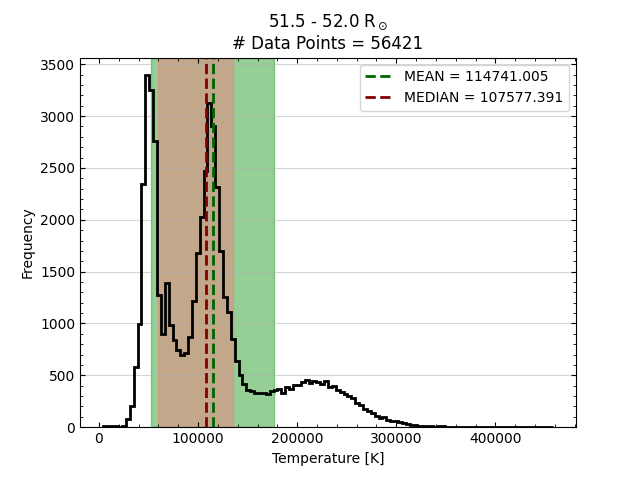 51.5 - 52.0 R⊙
# Data Points = 56421
MEAN = 114741.005
MEDIAN = 107577.391
Frequency
3500
3000
2500
2000
1500
1000
500
0
0 100000 200000 300000 400000
Temperature [K]